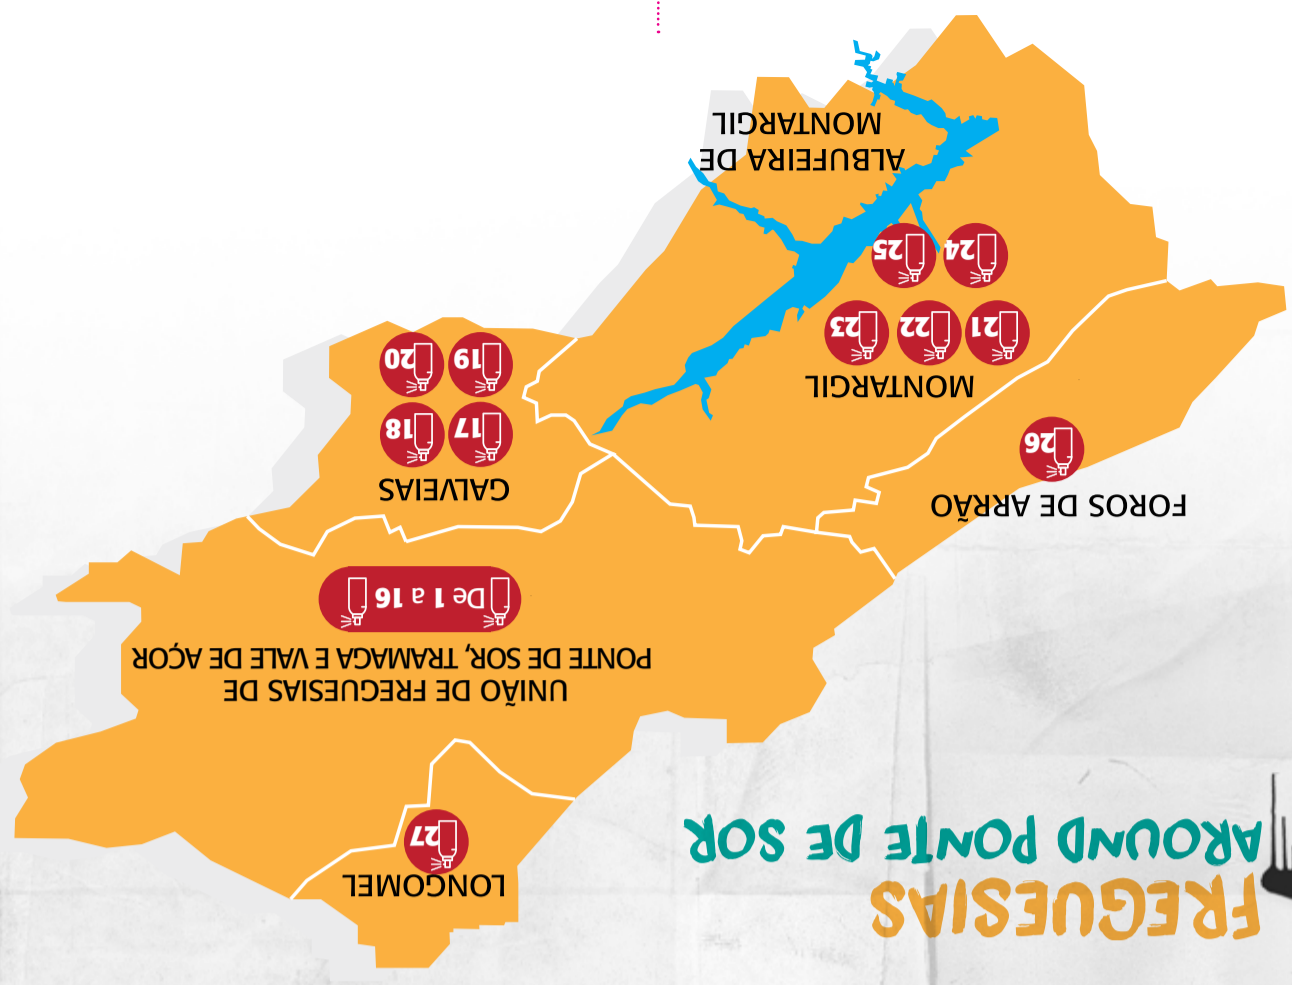 FREGUESIAS
AROUND PONTE DE SOR
LONGOMEL
27
UNIÃO DE FREGUESIAS DE
PONTE DE SOR, TRAMAGA E VALE DE AÇOR
De 1 a 16
FOROS DE ARRÃO
26
GALVEIAS
17 18
19 20
MONTARGIL
21 22 23
24 25
ALBUFEIRA DE
MONTARGIL